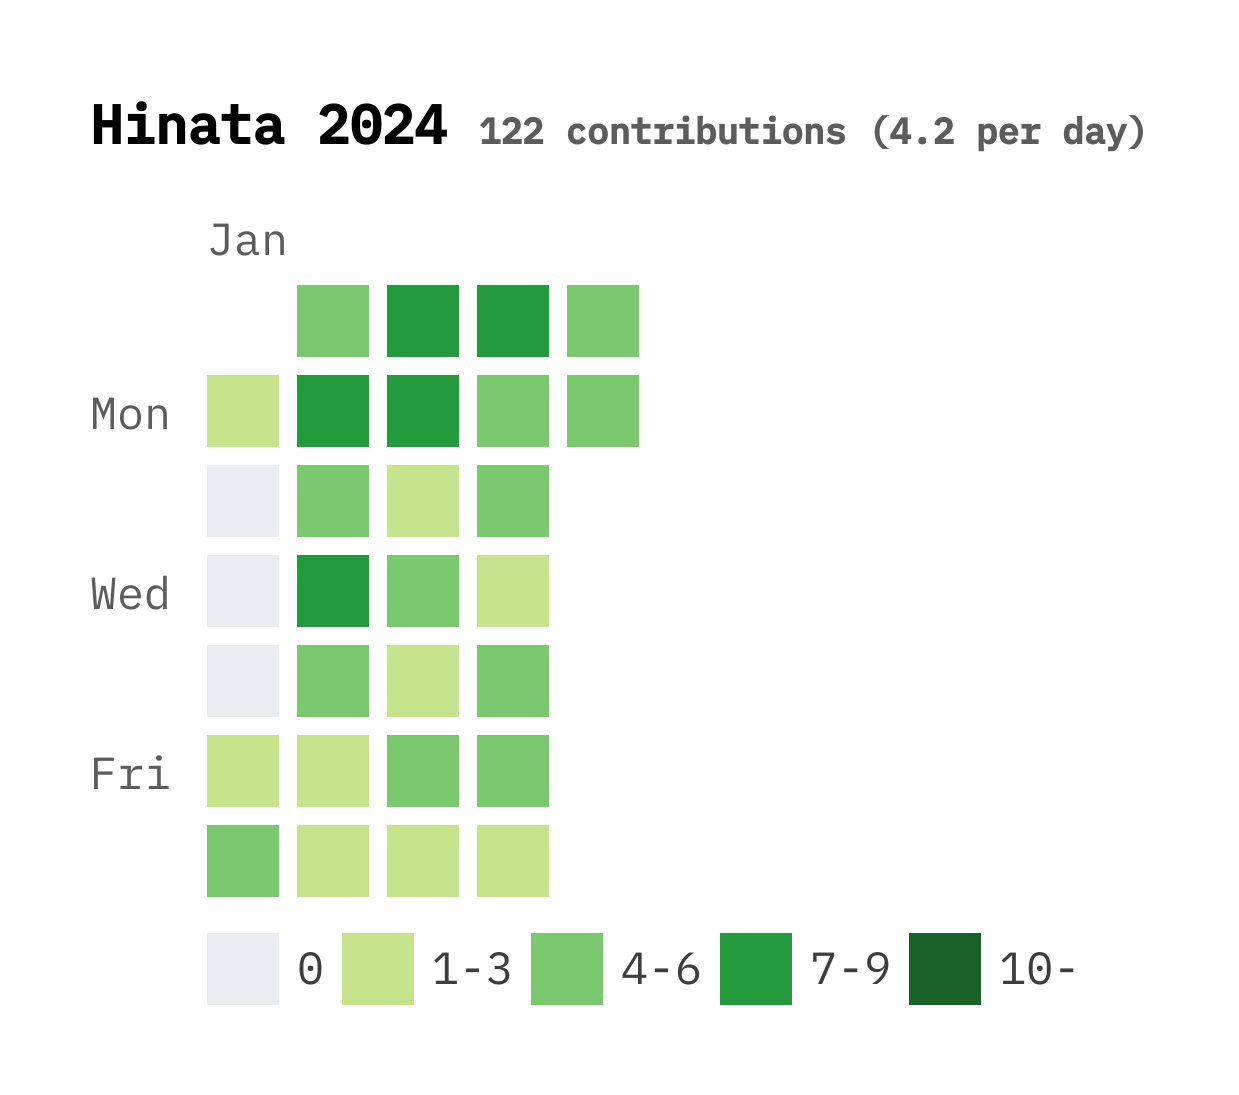 Hinata 2024 122 contributions (4.2 per day)
Jan
Mon
Wed
Fri
0 1-3 4-6 7-9 10-